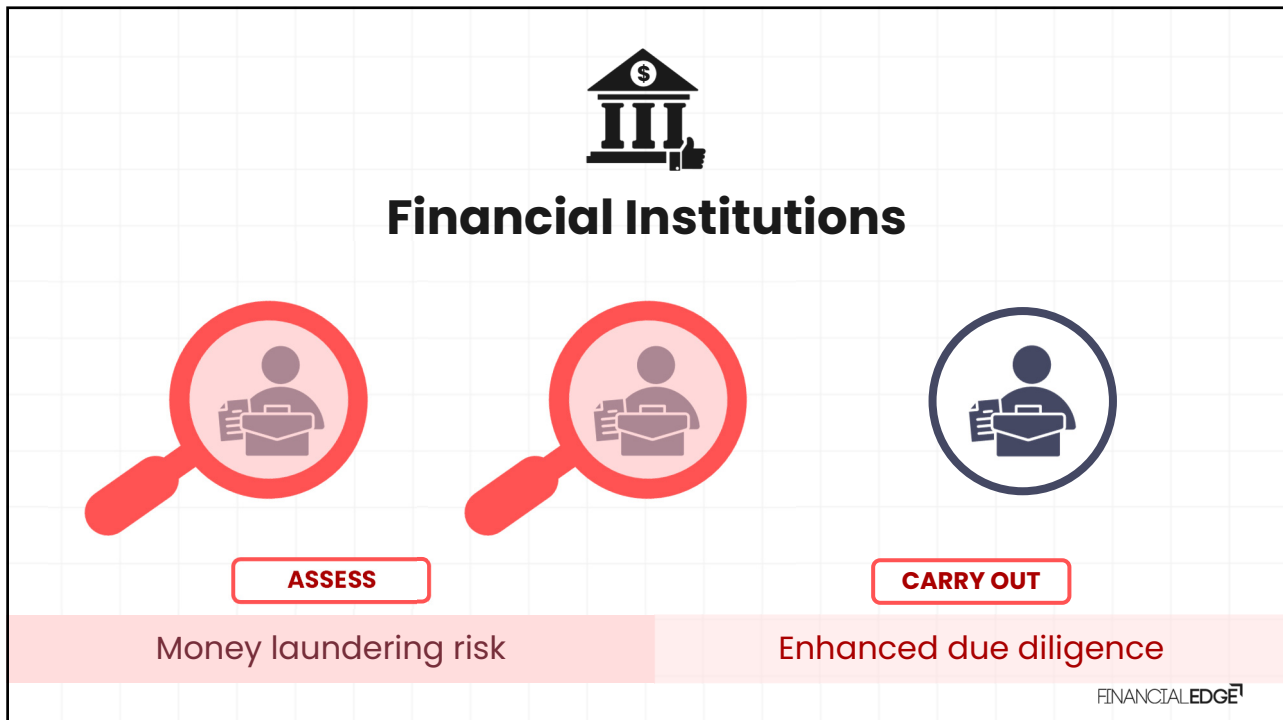 $
Financial Institutions
ASSESS
CARRY OUT
Money laundering risk
Enhanced due diligence
FINANCIALEDGE